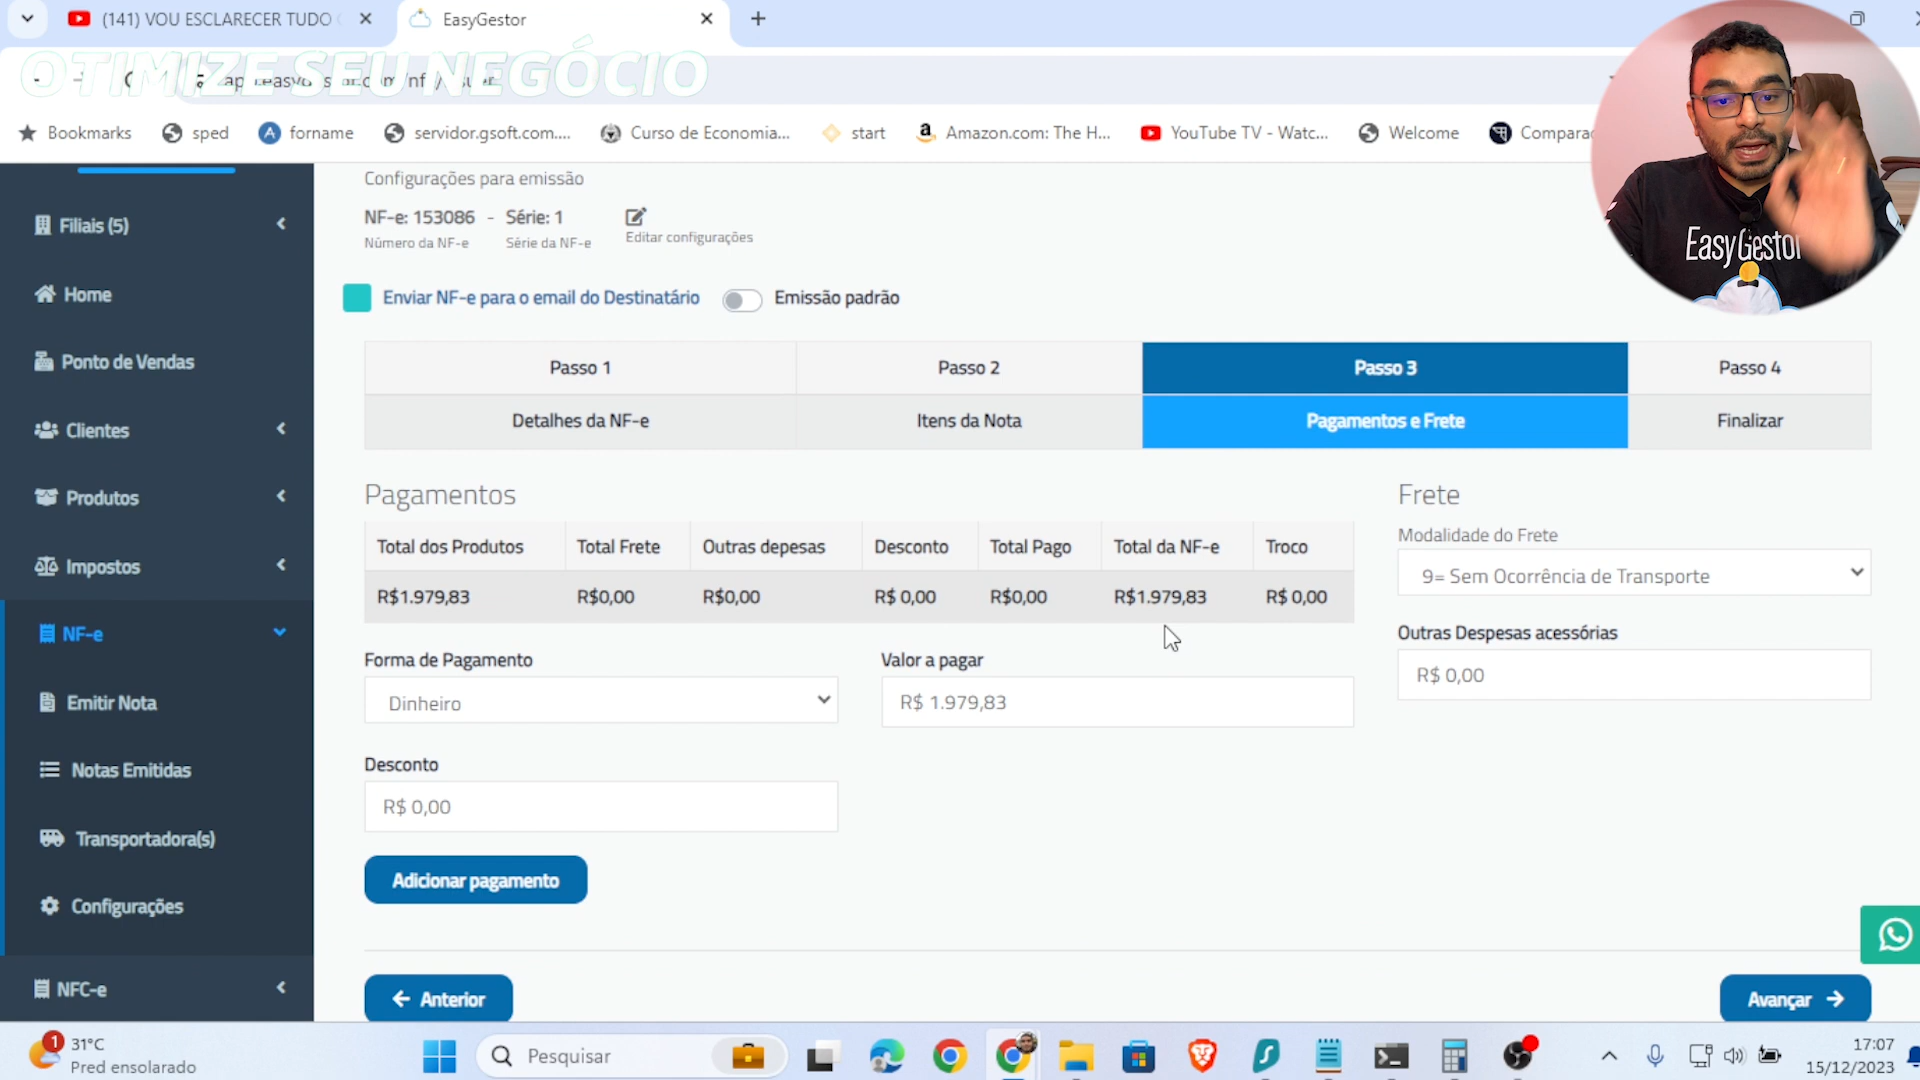 (141) VOU ESCLARECER TUDO
EasyGestor
OTIMIZE SEU NEGÓCIO
Bookmarks
sped
forname
servidor.gsoft.com....
Curso de Economia...
start
Amazon.com: The H...
YouTube TV - Watc...
Welcome
Comparac
EasyGestor
Filiais (5)
Home
Ponto de Vendas
Clientes
Produtos
Impostos
NF-e
Emitir Nota
Notas Emitidas
Transportadora(s)
Configurações
NFC-e
Configurações para emissão
NF-e: 153086 - Série: 1
Número da NF-e Série da NF-e Editar configurações
Enviar NF-e para o email do Destinatário Emissão padrão
Passo 1 Passo 2 Passo 3 Passo 4
Detalhes da NF-e Itens da Nota Pagamentos e Frete Finalizar
Pagamentos
Total dos Produtos Total Frete Outras depesas Desconto Total Pago Total da NF-e Troco
R$1.979,83 R$0,00 R$0,00 R$ 0,00 R$0,00 R$1.979,83 R$ 0,00
Forma de Pagamento Valor a pagar
Dinheiro R$ 1.979,83
Desconto
R$ 0,00
Adicionar pagamento
Frete
Modalidade do Frete
9= Sem Ocorrência de Transporte
Outras Despesas acessórias
R$ 0,00
Anterior
Avançar
1
31°C
Pred ensolarado
Pesquisar
17:07
15/12/2023